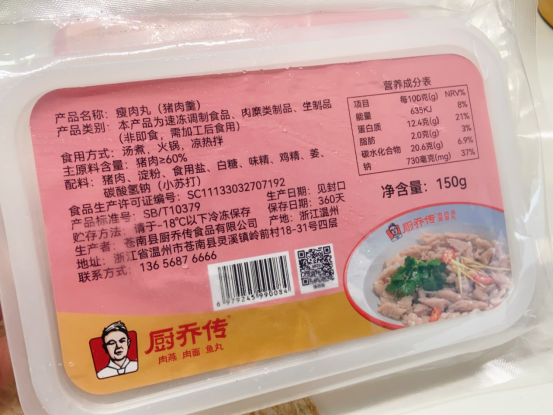 产品名称：瘦肉丸（猪肉羹）
产品类别：本产品为速冻调制食品、肉糜类制品、生制品
（非即食，需加工后食用）
食用方式：汤煮，火锅，凉热拌
主原料含量：猪肉≥60%
配料：猪肉、淀粉、食用盐、白糖、味精、鸡精、姜、
碳酸氢钠（小苏打）
食品生产许可证编号：SC11133032707192
产品标准号：SB/T10379
生产日期：见封口
贮存方法：请于-18℃以下冷冻保存
保存日期：360天
生产者：苍南县厨乔传食品有限公司
产地：浙江温州
地址：浙江省温州市苍南县灵溪镇岭前村18-31号四层
联系方式：136 5687 6666
6 979245 990084
营养成分表
项目 每100克(g) NRV%
能量 635KJ 8%
蛋白质 12.4克(g) 21%
脂肪 2.0克(g) 3%
碳水化合物 20.6克(g) 9%
钠 730毫克(mg) 37%
净含量：150g
厨乔传
厨乔传
肉燕 肉面 鱼丸